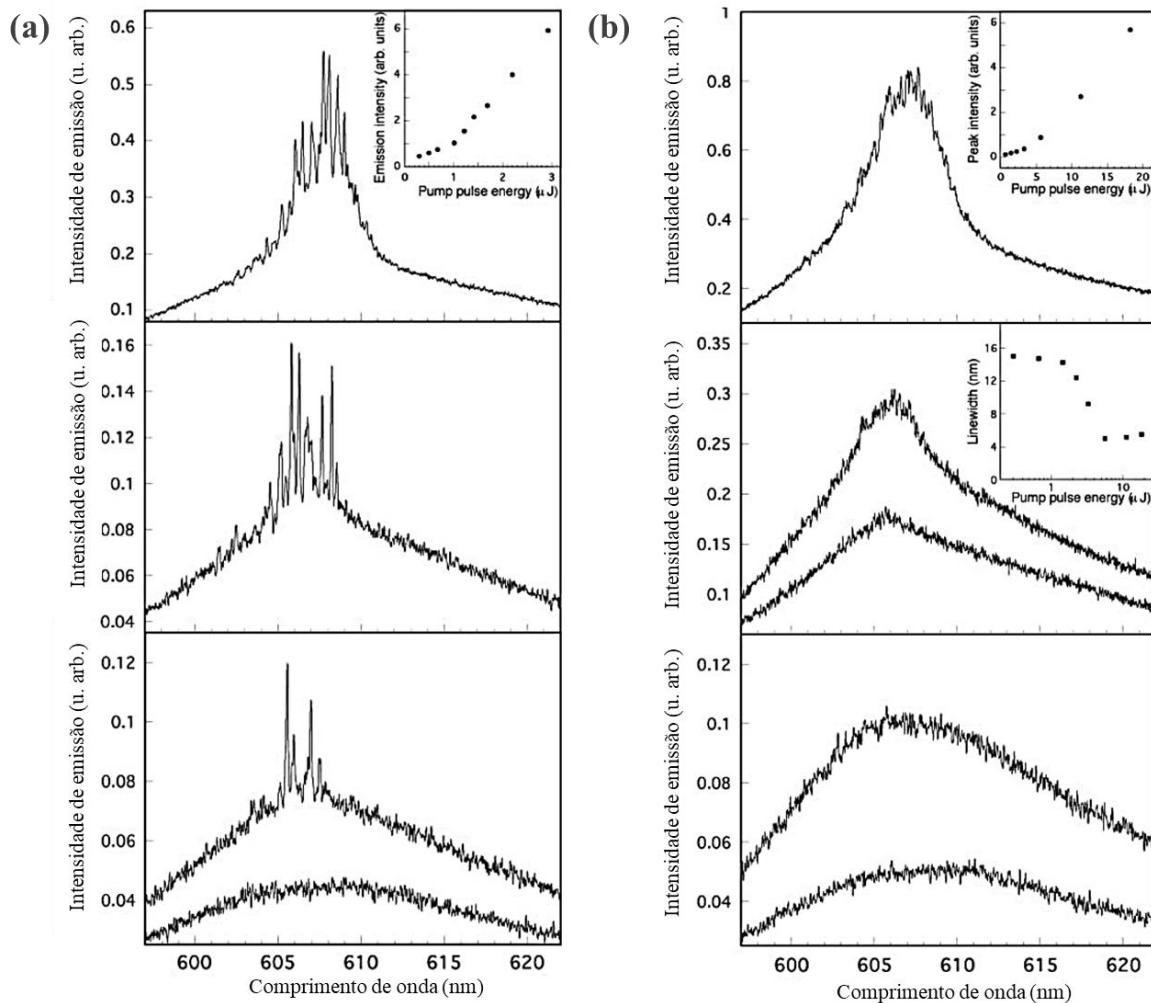 (a)
Intensidade de emissão (u. arb.)
0.6
0.5
0.4
0.3
0.2
0.1
Emission intensity (arb. units)
6
4
2
0
0 1 2 3
Pump pulse energy (μ J)
Intensidade de emissão (u. arb.)
0.16
0.14
0.12
0.1
0.08
0.06
0.04
Intensidade de emissão (u. arb.)
0.12
0.1
0.08
0.06
0.04
600 605 610 615 620
Comprimento de onda (nm)
(b)
Intensidade de emissão (u. arb.)
1
0.8
0.6
0.4
0.2
Peak intensity (arb. units)
6
4
2
0
0 5 10 15 20
Pump pulse energy (μ J)
Intensidade de emissão (u. arb.)
0.35
0.3
0.25
0.2
0.15
0.1
Linewidth (nm)
16
12
8
4
0
1 10
Pump pulse energy (μ J)
Intensidade de emissão (u. arb.)
0.12
0.1
0.08
0.06
0.04
600 605 610 615 620
Comprimento de onda (nm)